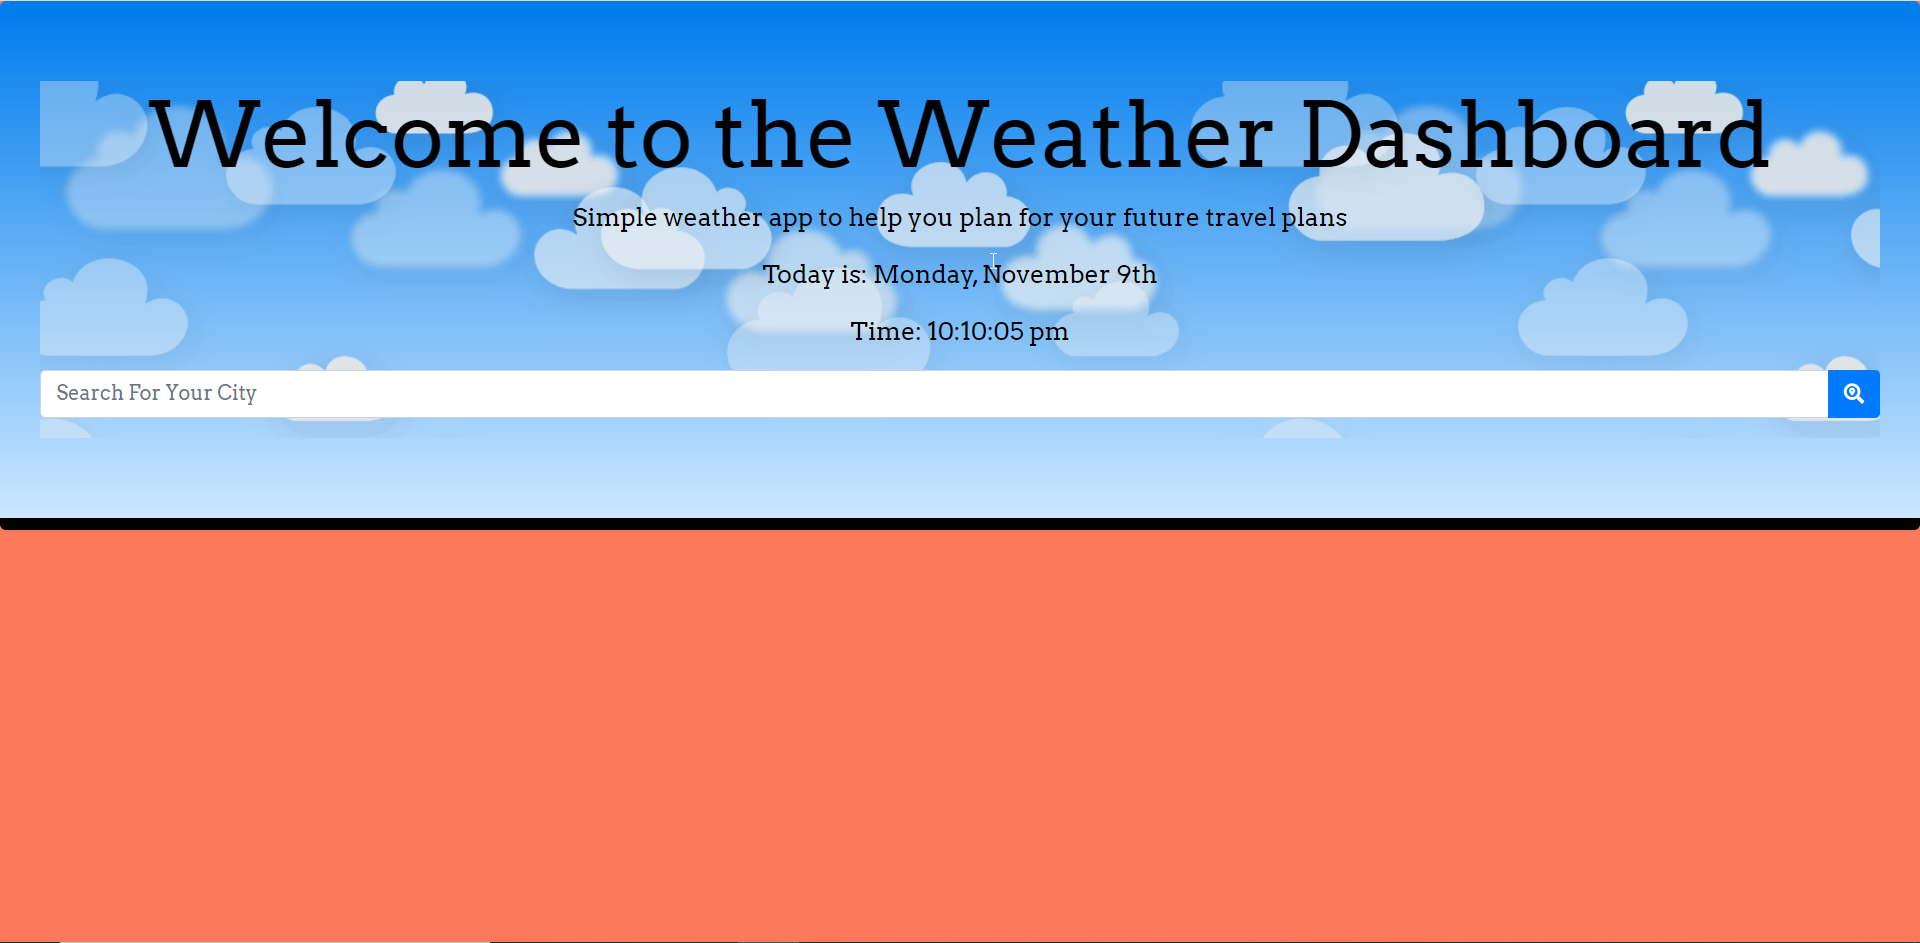 Welcome to the Weather Dashboard
Simple weather app to help you plan for your future travel plans
Today is: Monday, November 9th
Time: 10:10:05 pm
Search For Your City